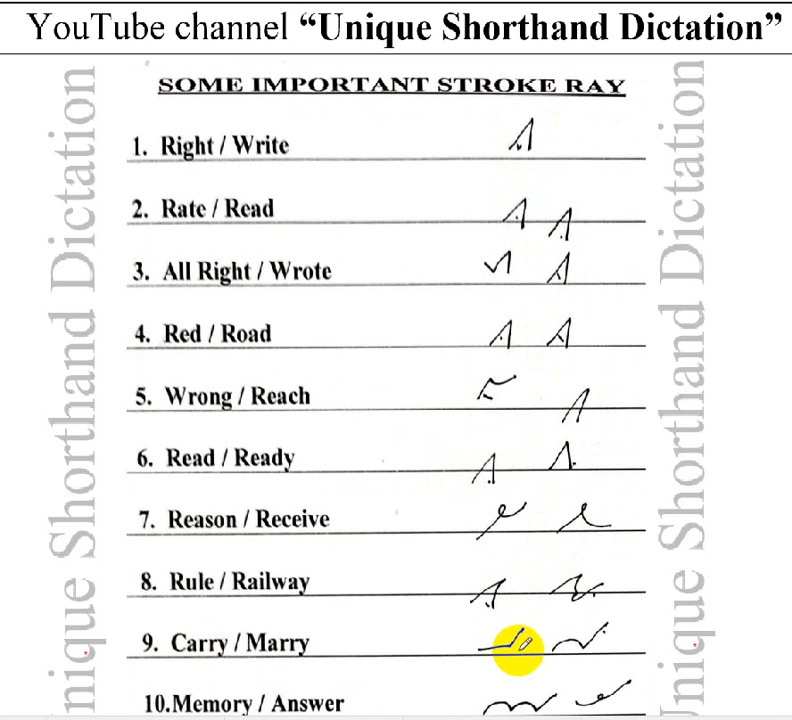 YouTube channel “Unique Shorthand Dictation”
SOME IMPORTANT STROKE RAY
1. Right / Write
2. Rate / Read
3. All Right / Wrote
4. Red / Road
5. Wrong / Reach
6. Read / Ready
7. Reason / Receive
8. Rule / Railway
9. Carry / Marry
10.Memory / Answer
nique Shorthand Dictation
Unique Shorthand Dictation